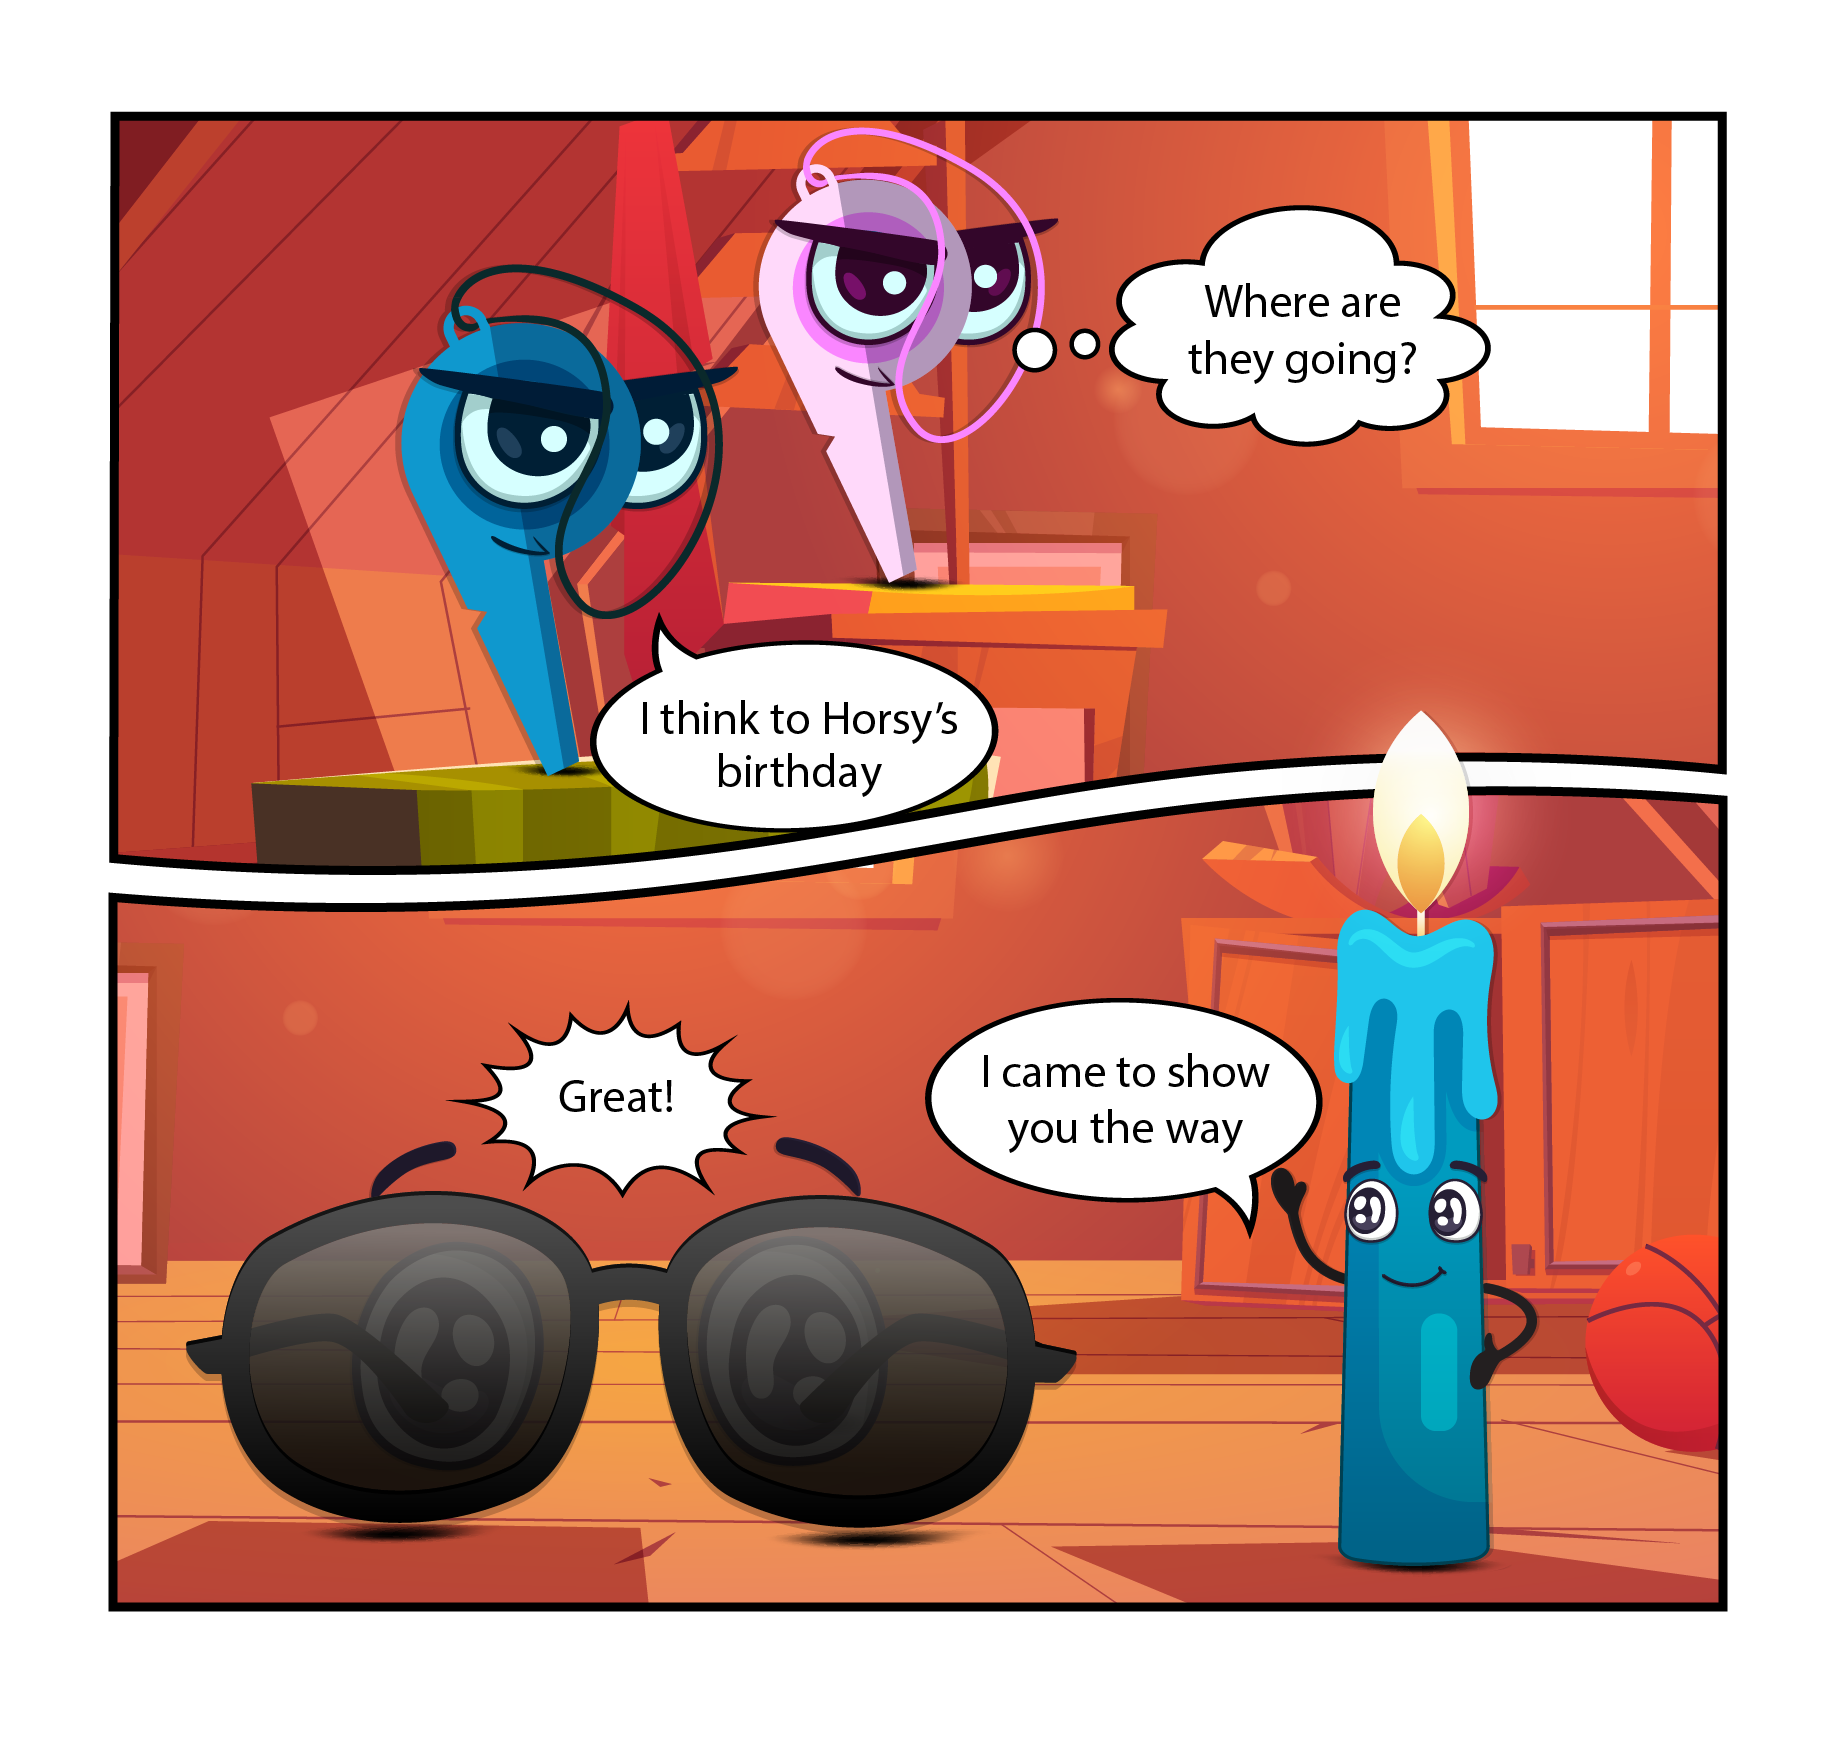 Where are
they going?
I think to Horsy’s
birthday
Great!
I came to show
you the way